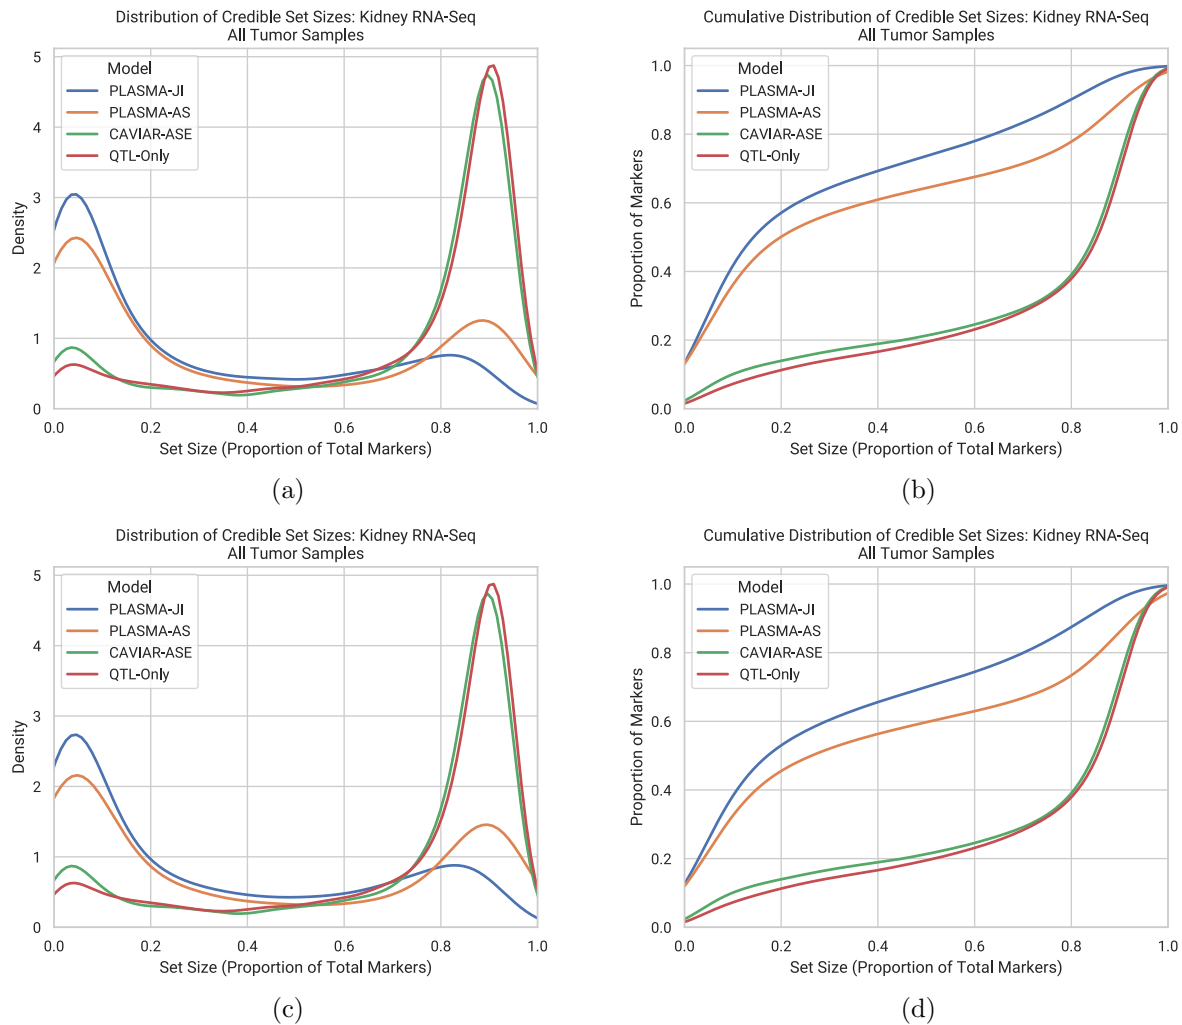 Distribution of Credible Set Sizes: Kidney RNA-Seq
All Tumor Samples
5
4
3
2
1
0
Density
Model
PLASMA-JI
PLASMA-AS
CAVIAR-ASE
QTL-Only
0.0 0.2 0.4 0.6 0.8 1.0
Set Size (Proportion of Total Markers)
(a)
Cumulative Distribution of Credible Set Sizes: Kidney RNA-Seq
All Tumor Samples
1.0
0.8
0.6
0.4
0.2
0.0
Proportion of Markers
Model
PLASMA-JI
PLASMA-AS
CAVIAR-ASE
QTL-Only
0.0 0.2 0.4 0.6 0.8 1.0
Set Size (Proportion of Total Markers)
(b)
Distribution of Credible Set Sizes: Kidney RNA-Seq
All Tumor Samples
5
4
3
2
1
0
Density
Model
PLASMA-JI
PLASMA-AS
CAVIAR-ASE
QTL-Only
0.0 0.2 0.4 0.6 0.8 1.0
Set Size (Proportion of Total Markers)
(c)
Cumulative Distribution of Credible Set Sizes: Kidney RNA-Seq
All Tumor Samples
1.0
0.8
0.6
0.4
0.2
0.0
Proportion of Markers
Model
PLASMA-JI
PLASMA-AS
CAVIAR-ASE
QTL-Only
0.0 0.2 0.4 0.6 0.8 1.0
Set Size (Proportion of Total Markers)
(d)